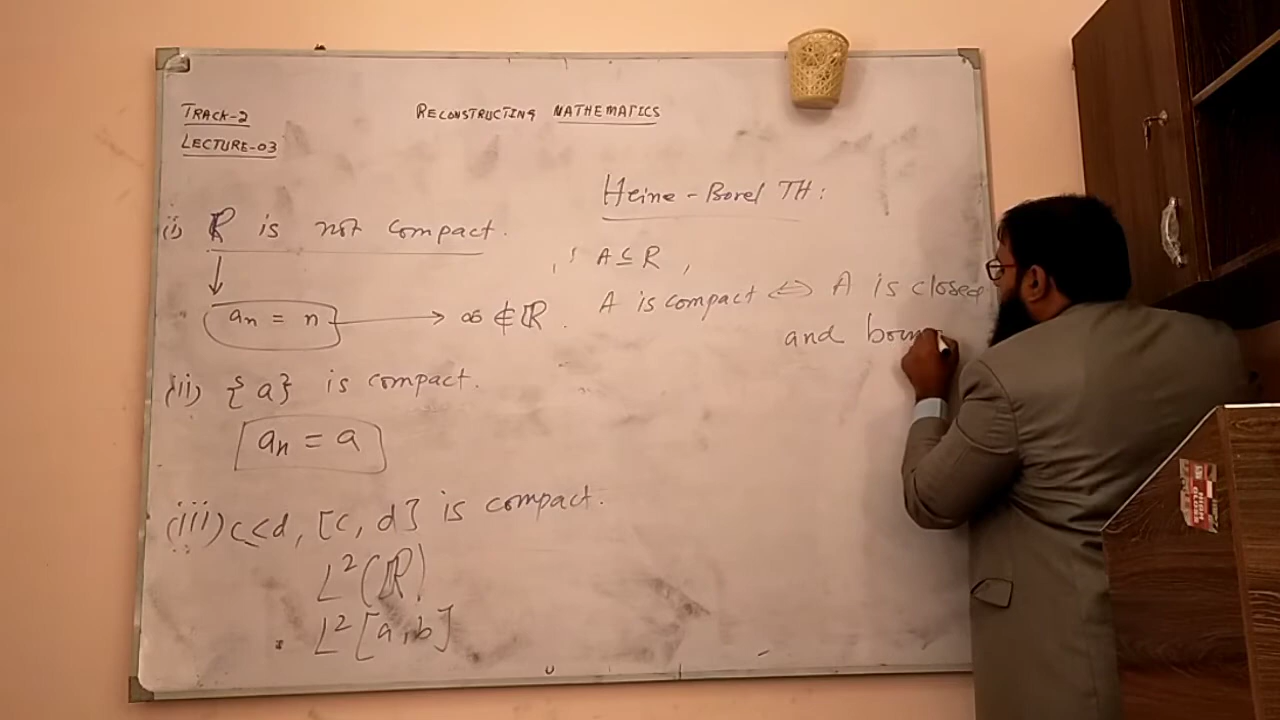 TRACK-2
LECTURE-03
RECONSTRUCTING MATHEMATICS
(i) ℝ is not compact.
aₙ = n → ∞ ∉ ℝ.
(ii) {a} is compact.
aₙ = a
(iii) c<d, [c, d] is compact.
L²(ℝ)
L²[a,b]
Heine-Borel TH:
A ⊆ R,
A is compact ⇔ A is closed
and boun